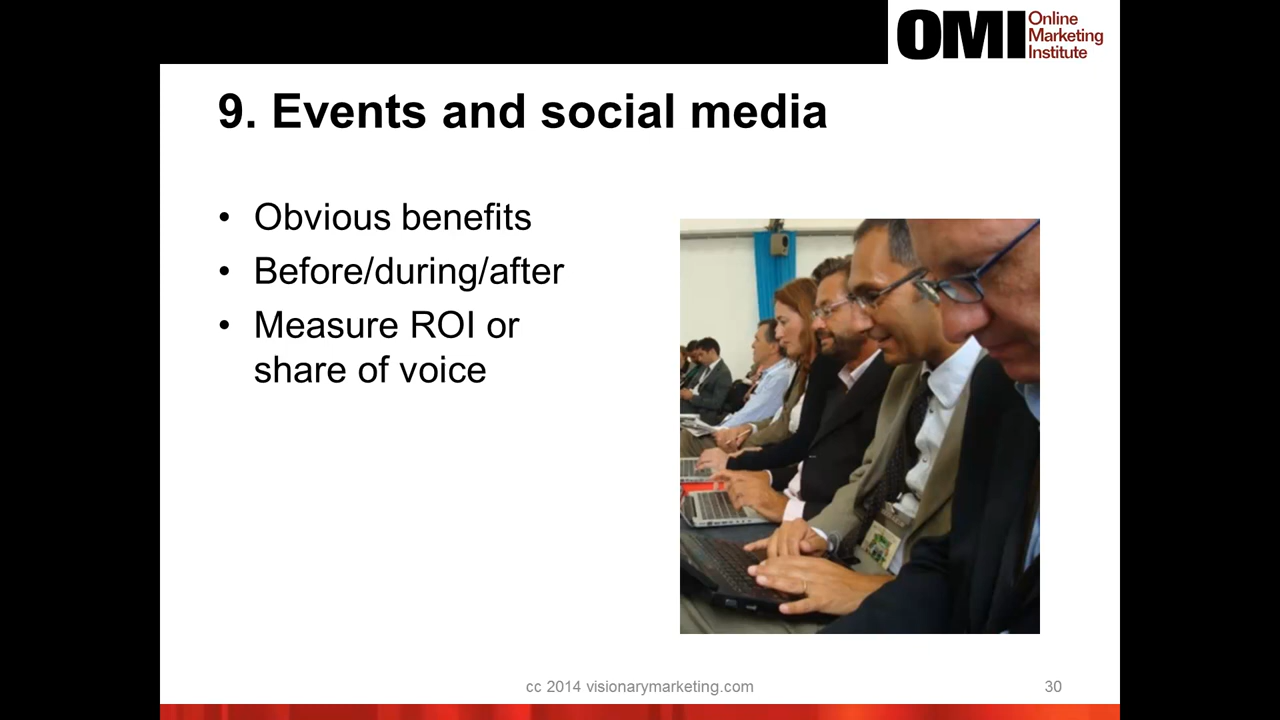 OMI Online
Marketing
Institute
9. Events and social media
• Obvious benefits
• Before/during/after
• Measure ROI or
share of voice
cc 2014 visionarymarketing.com
30